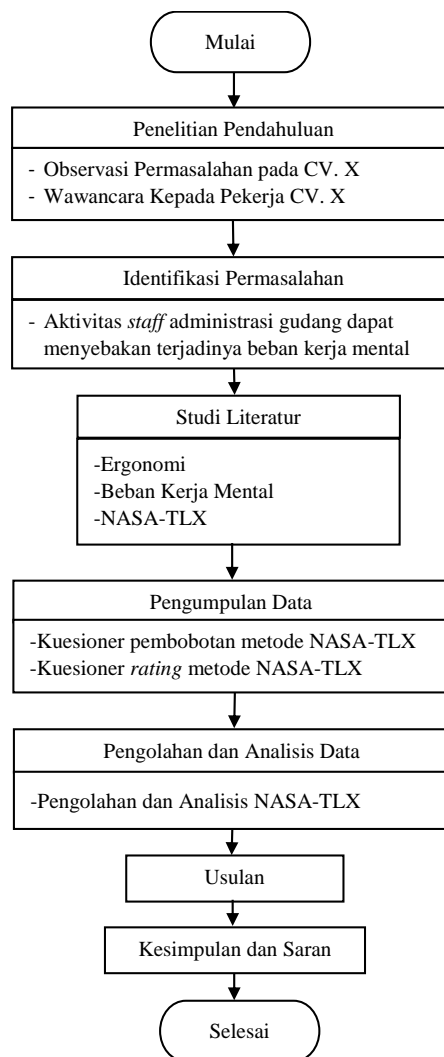 Mulai
Penelitian Pendahuluan
- Observasi Permasalahan pada CV. X
- Wawancara Kepada Pekerja CV. X
Identifikasi Permasalahan
- Aktivitas staff administrasi gudang dapat
menyebakan terjadinya beban kerja mental
Studi Literatur
-Ergonomi
-Beban Kerja Mental
-NASA-TLX
Pengumpulan Data
-Kuesioner pembobotan metode NASA-TLX
-Kuesioner rating metode NASA-TLX
Pengolahan dan Analisis Data
-Pengolahan dan Analisis NASA-TLX
Usulan
Kesimpulan dan Saran
Selesai